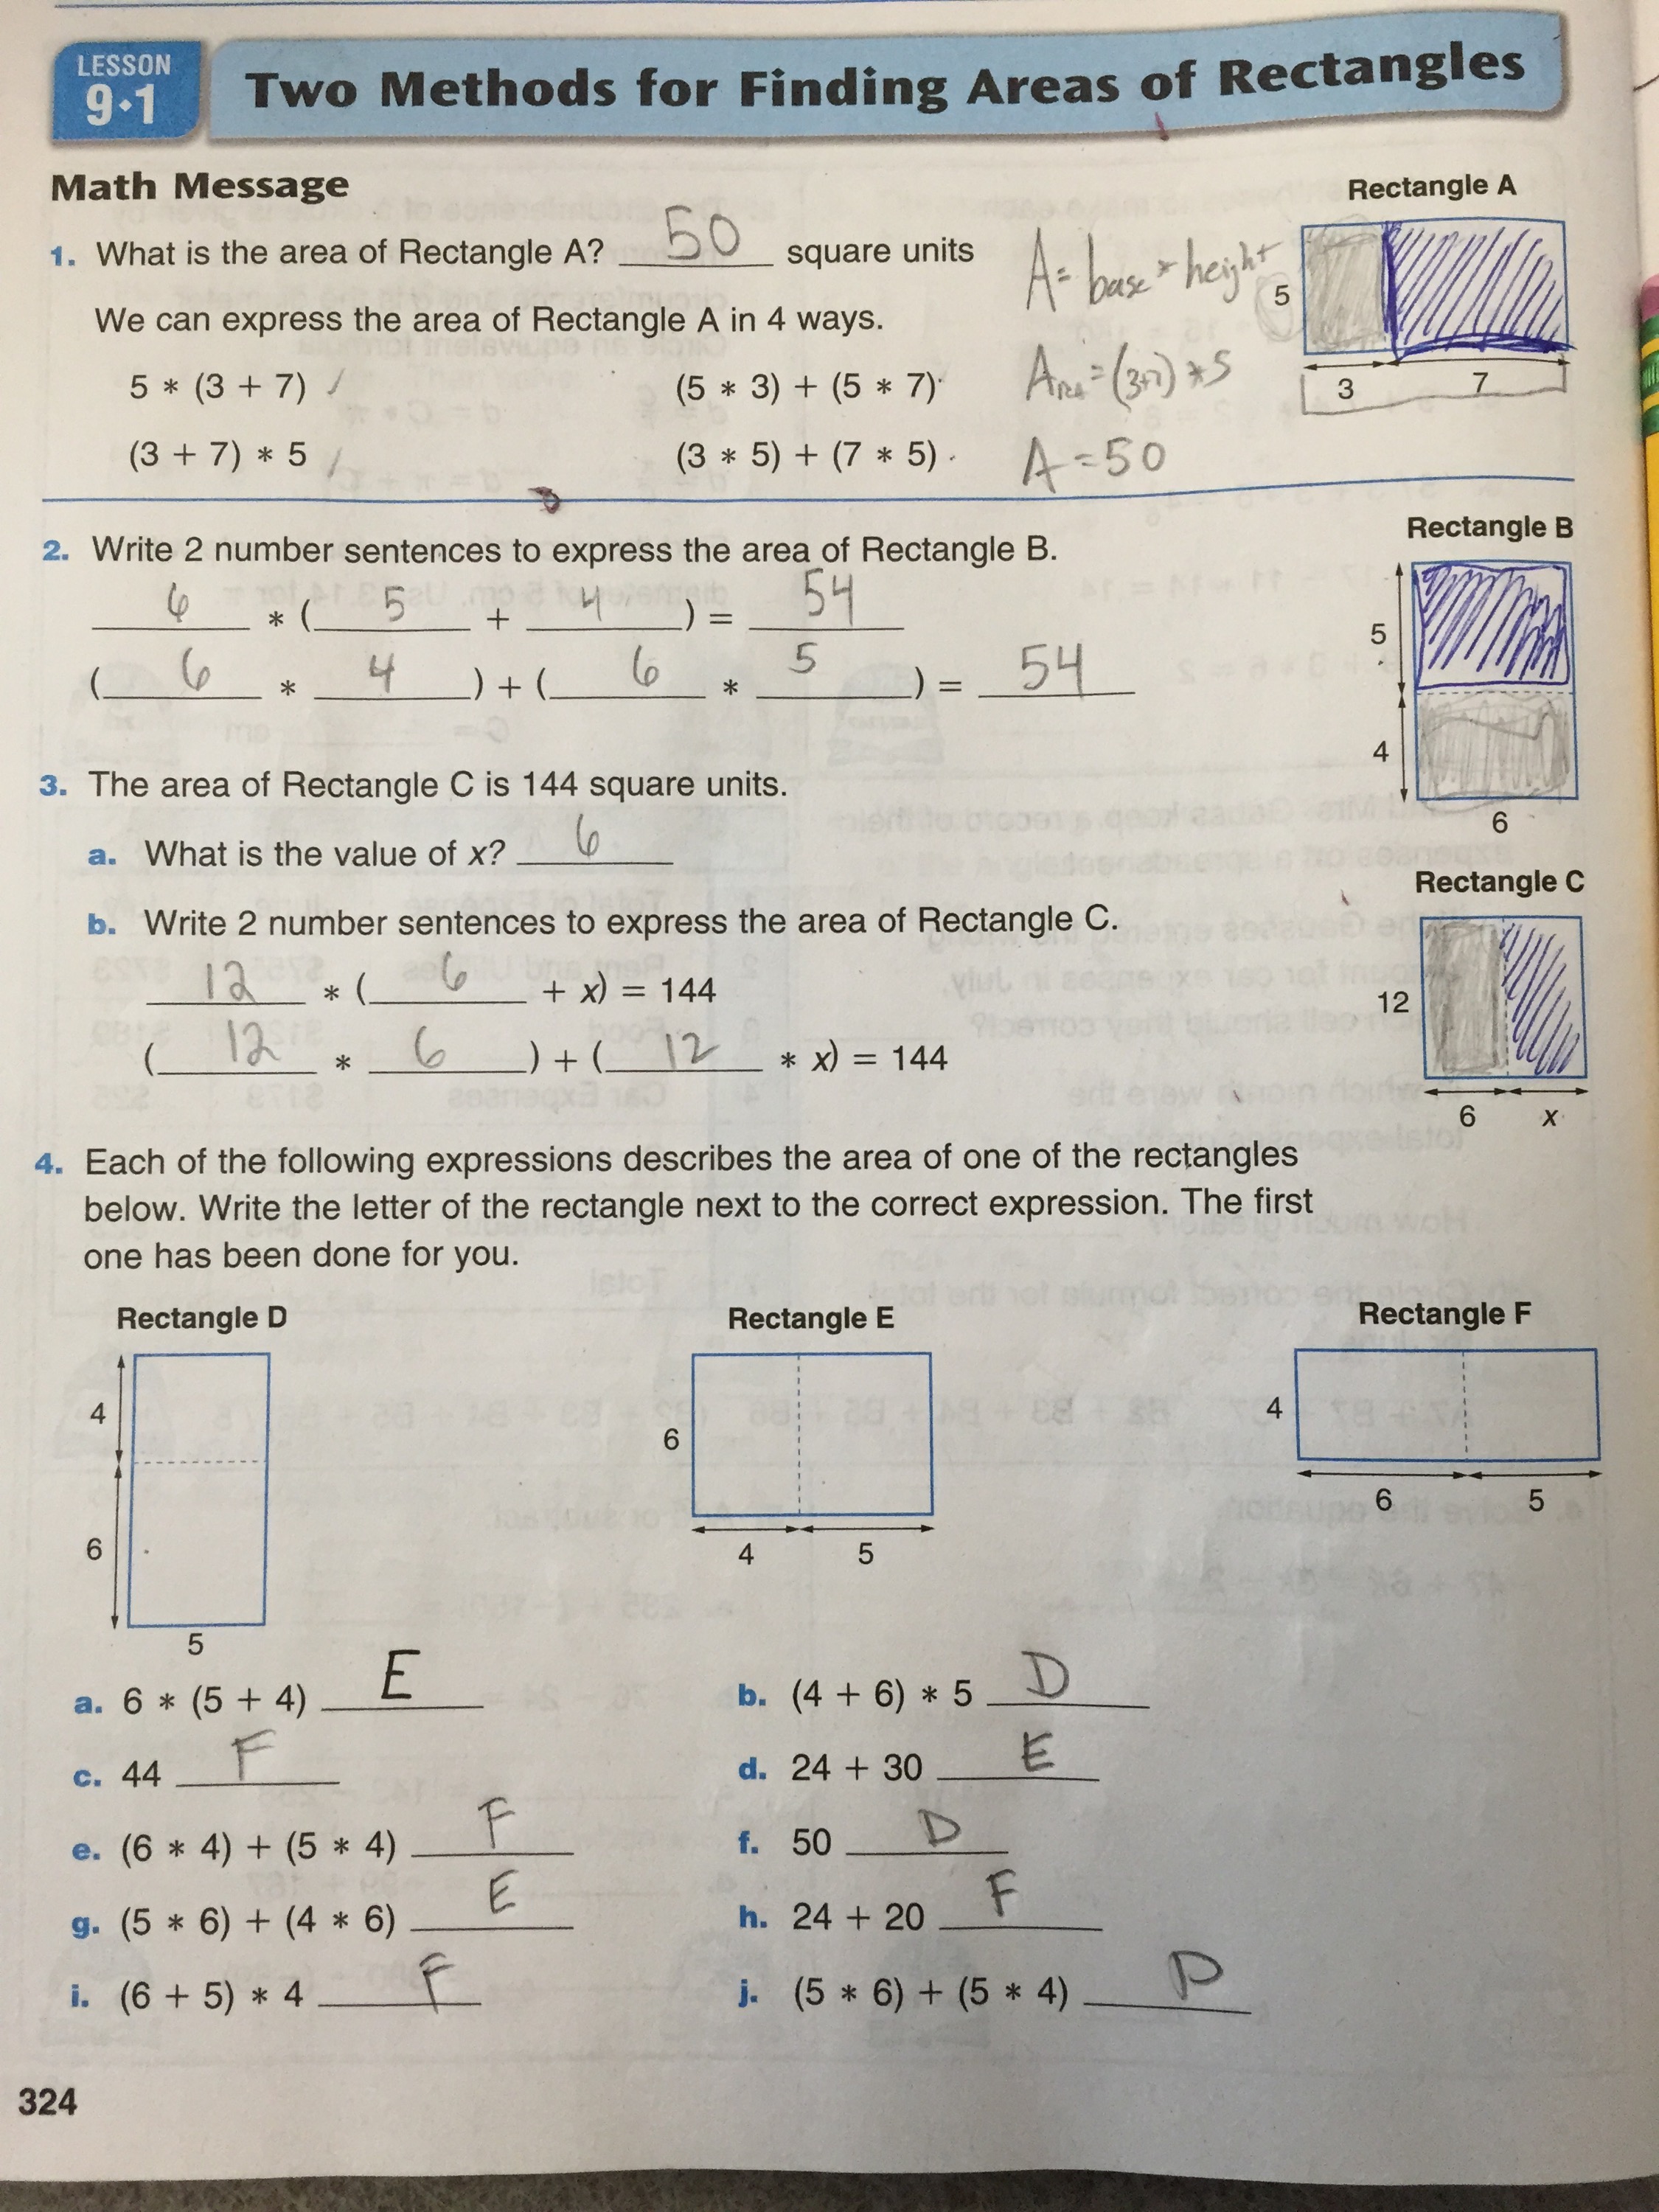 LESSON
9•1
Two Methods for Finding Areas of Rectangles
Math Message
1. What is the area of Rectangle A? 50 square units
We can express the area of Rectangle A in 4 ways.
5 * (3 + 7) (5 * 3) + (5 * 7)
(3 + 7) * 5 (3 * 5) + (7 * 5)
A = base * height
Area = (3+7) * 5
A = 50
Rectangle A
5
3 7
2. Write 2 number sentences to express the area of Rectangle B.
6 * ( 5 + 4 ) = 54
( 6 * 4 ) + ( 6 * 5 ) = 54
Rectangle B
5
4
6
3. The area of Rectangle C is 144 square units.
a. What is the value of x? 6
b. Write 2 number sentences to express the area of Rectangle C.
12 * ( 6 + x) = 144
( 12 * 6 ) + ( 12 * x) = 144
Rectangle C
12
6 x
4. Each of the following expressions describes the area of one of the rectangles
below. Write the letter of the rectangle next to the correct expression. The first
one has been done for you.
Rectangle D
4
6
5
Rectangle E
6
4 5
Rectangle F
4
6 5
a. 6 * (5 + 4) E
b. (4 + 6) * 5 D
c. 44 F
d. 24 + 30 E
e. (6 * 4) + (5 * 4) F
f. 50 D
g. (5 * 6) + (4 * 6) E
h. 24 + 20 F
i. (6 + 5) * 4 F
j. (5 * 6) + (5 * 4) D
324